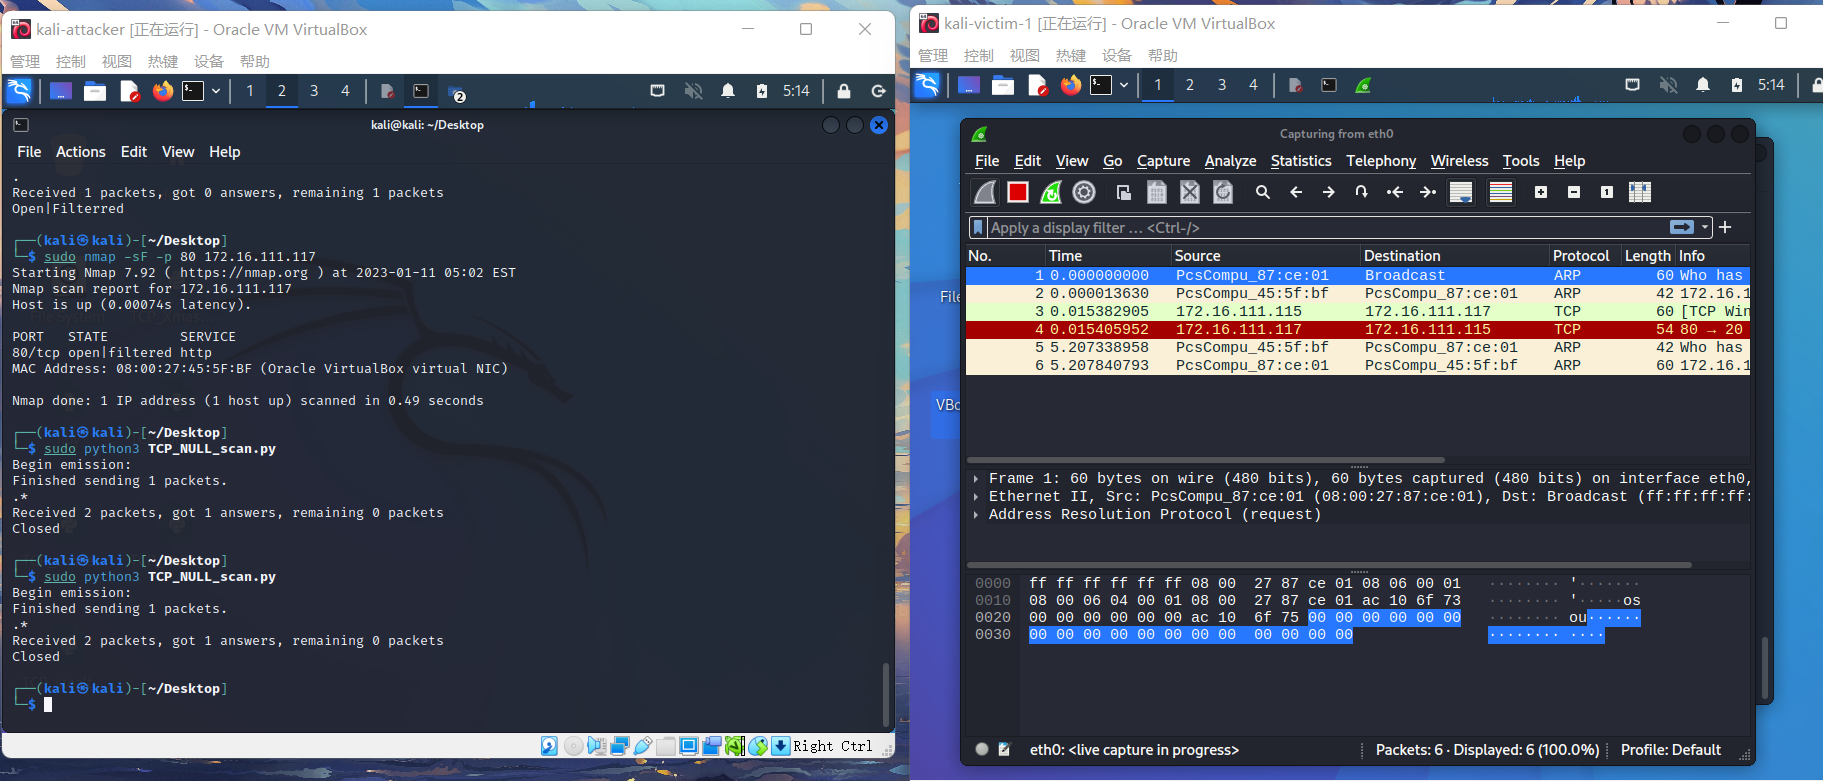 kali-attacker [正在运行] - Oracle VM VirtualBox
管理 控制 视图 热键 设备 帮助
1 2 3 4 2 5:14
kali@kali: ~/Desktop
File Actions Edit View Help
.
Received 1 packets, got 0 answers, remaining 1 packets
Open|Filterred
┌──(kali㉿kali)-[~/Desktop]
└─$ sudo nmap -sF -p 80 172.16.111.117
Starting Nmap 7.92 ( https://nmap.org ) at 2023-01-11 05:02 EST
Nmap scan report for 172.16.111.117
Host is up (0.00074s latency).
PORT STATE SERVICE
80/tcp open|filtered http
MAC Address: 08:00:27:45:5F:BF (Oracle VirtualBox virtual NIC)
Nmap done: 1 IP address (1 host up) scanned in 0.49 seconds
┌──(kali㉿kali)-[~/Desktop]
└─$ sudo python3 TCP_NULL_scan.py
Begin emission:
Finished sending 1 packets.
.*
Received 2 packets, got 1 answers, remaining 0 packets
Closed
┌──(kali㉿kali)-[~/Desktop]
└─$ sudo python3 TCP_NULL_scan.py
Begin emission:
Finished sending 1 packets.
.*
Received 2 packets, got 1 answers, remaining 0 packets
Closed
┌──(kali㉿kali)-[~/Desktop]
└─$
Right Ctrl
kali-victim-1 [正在运行] - Oracle VM VirtualBox
管理 控制 视图 热键 设备 帮助
1 2 3 4 5:14
File
VBo
Capturing from eth0
File Edit View Go Capture Analyze Statistics Telephony Wireless Tools Help
Apply a display filter ... <Ctrl-/>
No. Time Source Destination Protocol Length Info
1 0.000000000 PcsCompu_87:ce:01 Broadcast ARP 60 Who has
2 0.000013630 PcsCompu_45:5f:bf PcsCompu_87:ce:01 ARP 42 172.16.1
3 0.015382905 172.16.111.115 172.16.111.117 TCP 60 [TCP Win
4 0.015405952 172.16.111.117 172.16.111.115 TCP 54 80 → 20
5 5.207338958 PcsCompu_45:5f:bf PcsCompu_87:ce:01 ARP 42 Who has
6 5.207840793 PcsCompu_87:ce:01 PcsCompu_45:5f:bf ARP 60 172.16.1
Frame 1: 60 bytes on wire (480 bits), 60 bytes captured (480 bits) on interface eth0,
Ethernet II, Src: PcsCompu_87:ce:01 (08:00:27:87:ce:01), Dst: Broadcast (ff:ff:ff:ff:
Address Resolution Protocol (request)
0000 ff ff ff ff ff ff 08 00 27 87 ce 01 08 06 00 01 ········ '·······
0010 08 00 06 04 00 01 08 00 27 87 ce 01 ac 10 6f 73 ········ '·····os
0020 00 00 00 00 00 00 ac 10 6f 75 00 00 00 00 00 00 ········ ou······
0030 00 00 00 00 00 00 00 00 00 00 00 00 ········ ····
eth0: <live capture in progress> Packets: 6 · Displayed: 6 (100.0%) Profile: Default